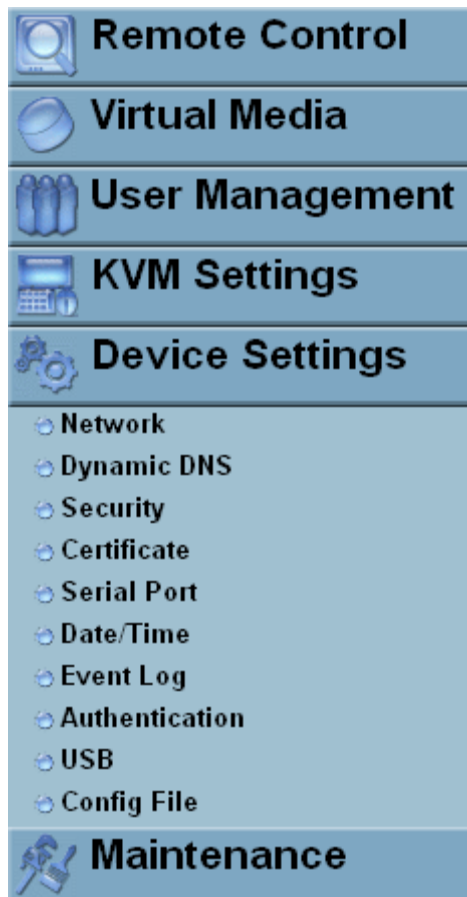 Remote Control
Virtual Media
User Management
KVM Settings
Device Settings
Network
Dynamic DNS
Security
Certificate
Serial Port
Date/Time
Event Log
Authentication
USB
Config File
Maintenance